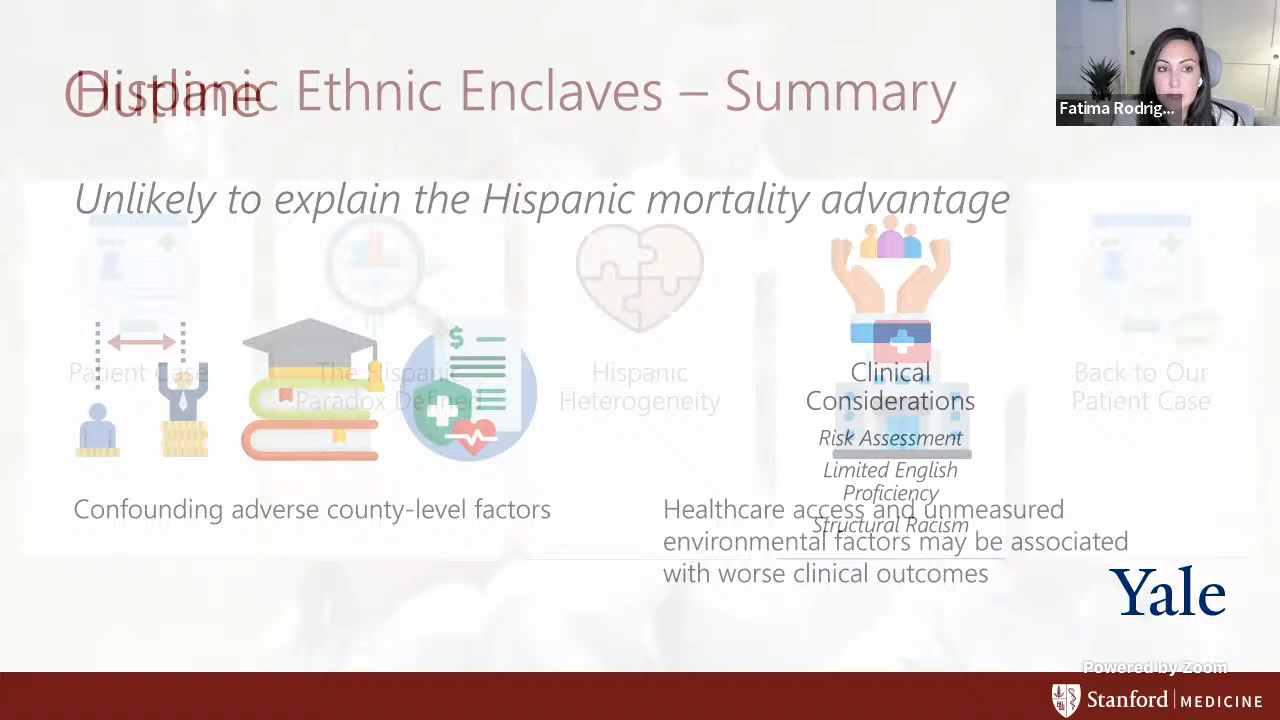 Outline
Hispanic Ethnic Enclaves – Summary
Fatima Rodrig...
Unlikely to explain the Hispanic mortality advantage
Patient Case
The Hispanic
Paradox Defined
Hispanic
Heterogeneity
Clinical
Considerations
Risk Assessment
Limited English
Proficiency
Structural Racism
Back to Our
Patient Case
Confounding adverse county-level factors
Healthcare access and unmeasured
environmental factors may be associated
with worse clinical outcomes
Yale
Powered by Zoom
Stanford MEDICINE